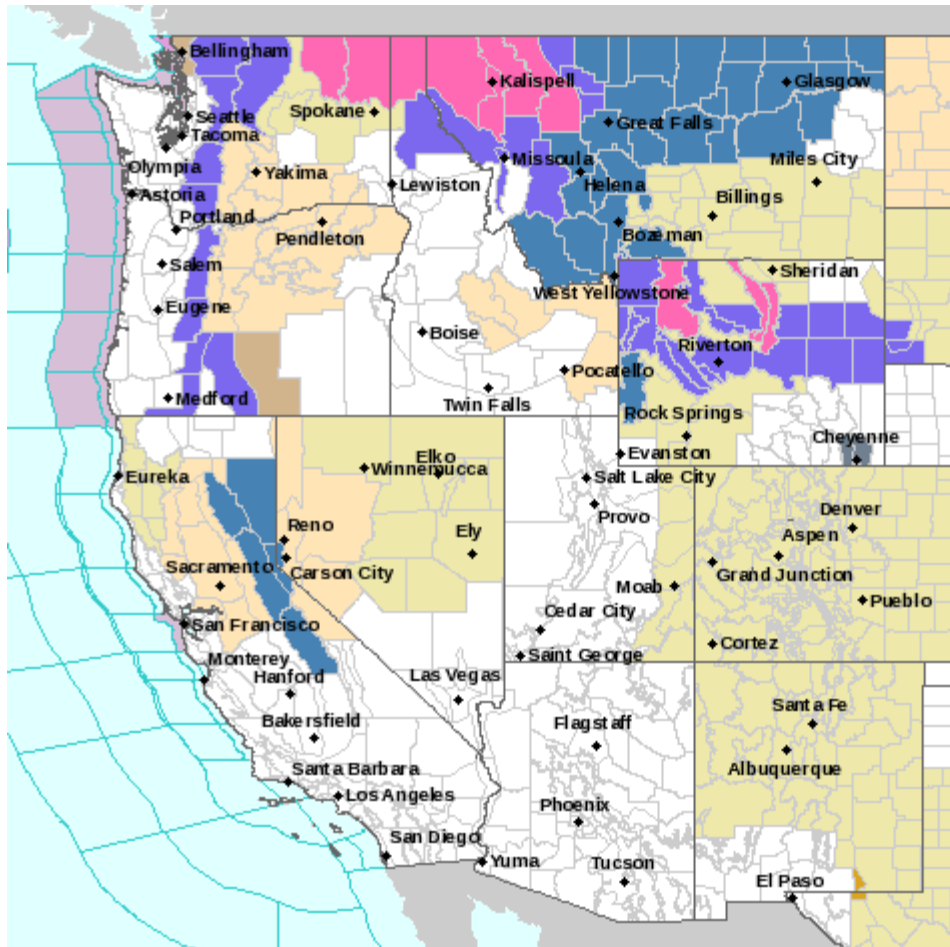 Bellingham
Kalispell
Glasgow
Spokane
Seattle
Great Falls
Tacoma
Olympia
Missoula
Miles City
Yakima
Helena
Astoria
Lewiston
Billings
Portland
Pendleton
Bozeman
Salem
Sheridan
West Yellowstone
Eugene
Boise
Riverton
Pocatello
Medford
Twin Falls
Rock Springs
Cheyenne
Elko
Evanston
Eureka
Winnemucca
Salt Lake City
Provo
Denver
Reno
Ely
Aspen
Sacramento
Carson City
Grand Junction
Moab
Pueblo
Cedar City
San Francisco
Cortez
Saint George
Monterey
Hanford
Las Vegas
Santa Fe
Bakersfield
Flagstaff
Albuquerque
Santa Barbara
Los Angeles
Phoenix
San Diego
Yuma
Tucson
El Paso